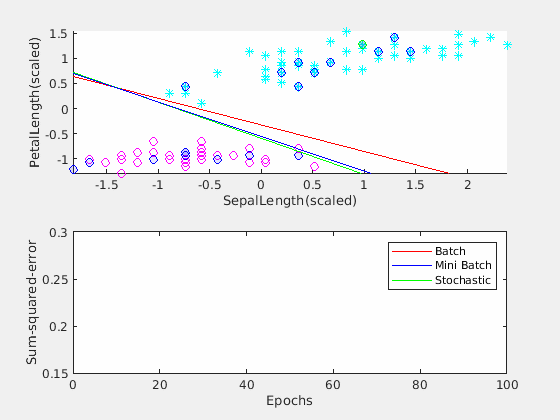 1.5
1
0.5
0
-0.5
-1
PetalLength(scaled)
-1.5 -1 -0.5 0 0.5 1 1.5 2
SepalLength(scaled)
0.3
0.25
0.2
0.15
Sum-squared-error
Batch
Mini Batch
Stochastic
0 20 40 60 80 100
Epochs